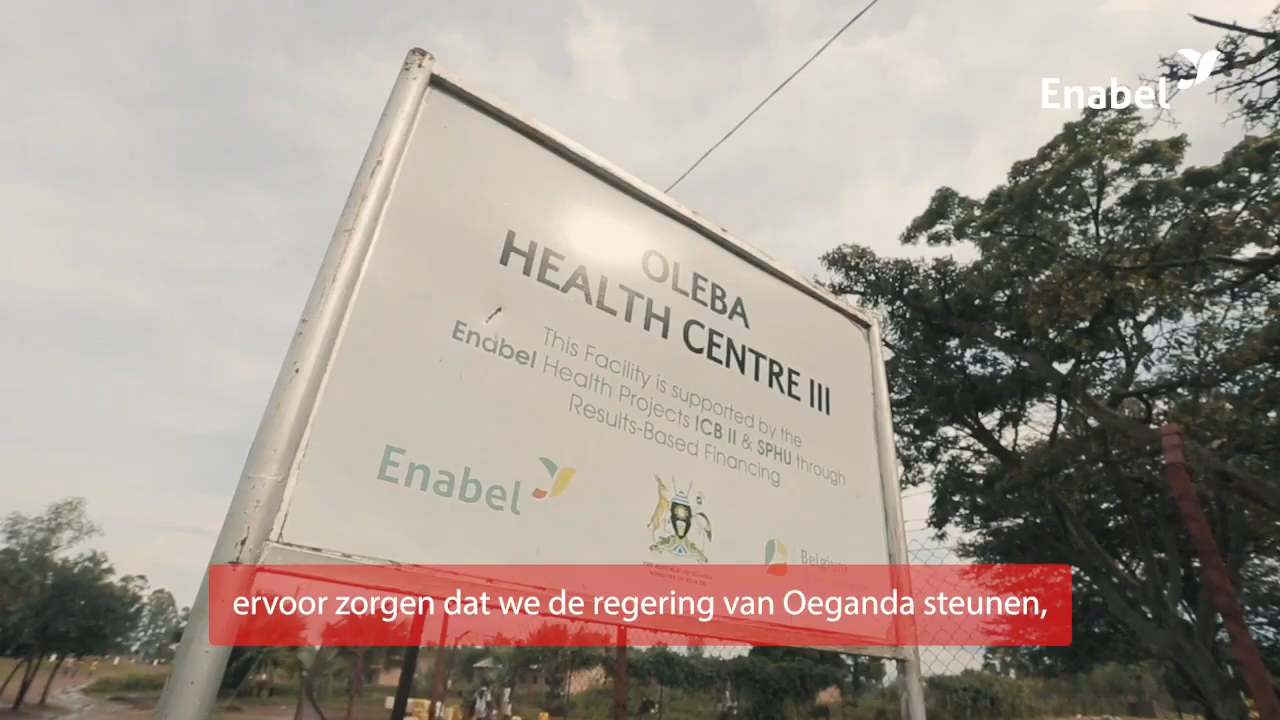 Enabel
OLEBA
HEALTH CENTRE III
This Facility is supported by the
Enabel Health Projects ICB II & SPHU through
Results-Based Financing
Enabel
Belgium
ervoor zorgen dat we de regering van Oeganda steunen,